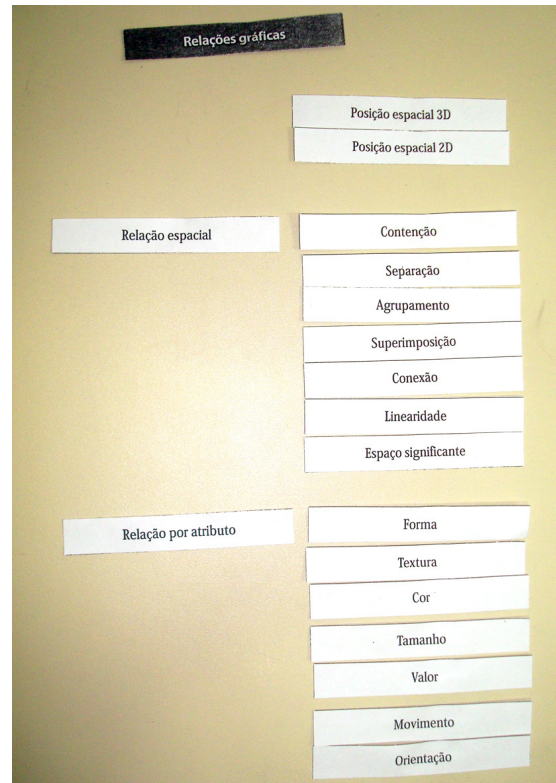 Relações gráficas
Posição espacial 3D
Posição espacial 2D
Relação espacial
Contenção
Separação
Agrupamento
Superimposição
Conexão
Linearidade
Espaço significante
Relação por atributo
Forma
Textura
Cor
Tamanho
Valor
Movimento
Orientação